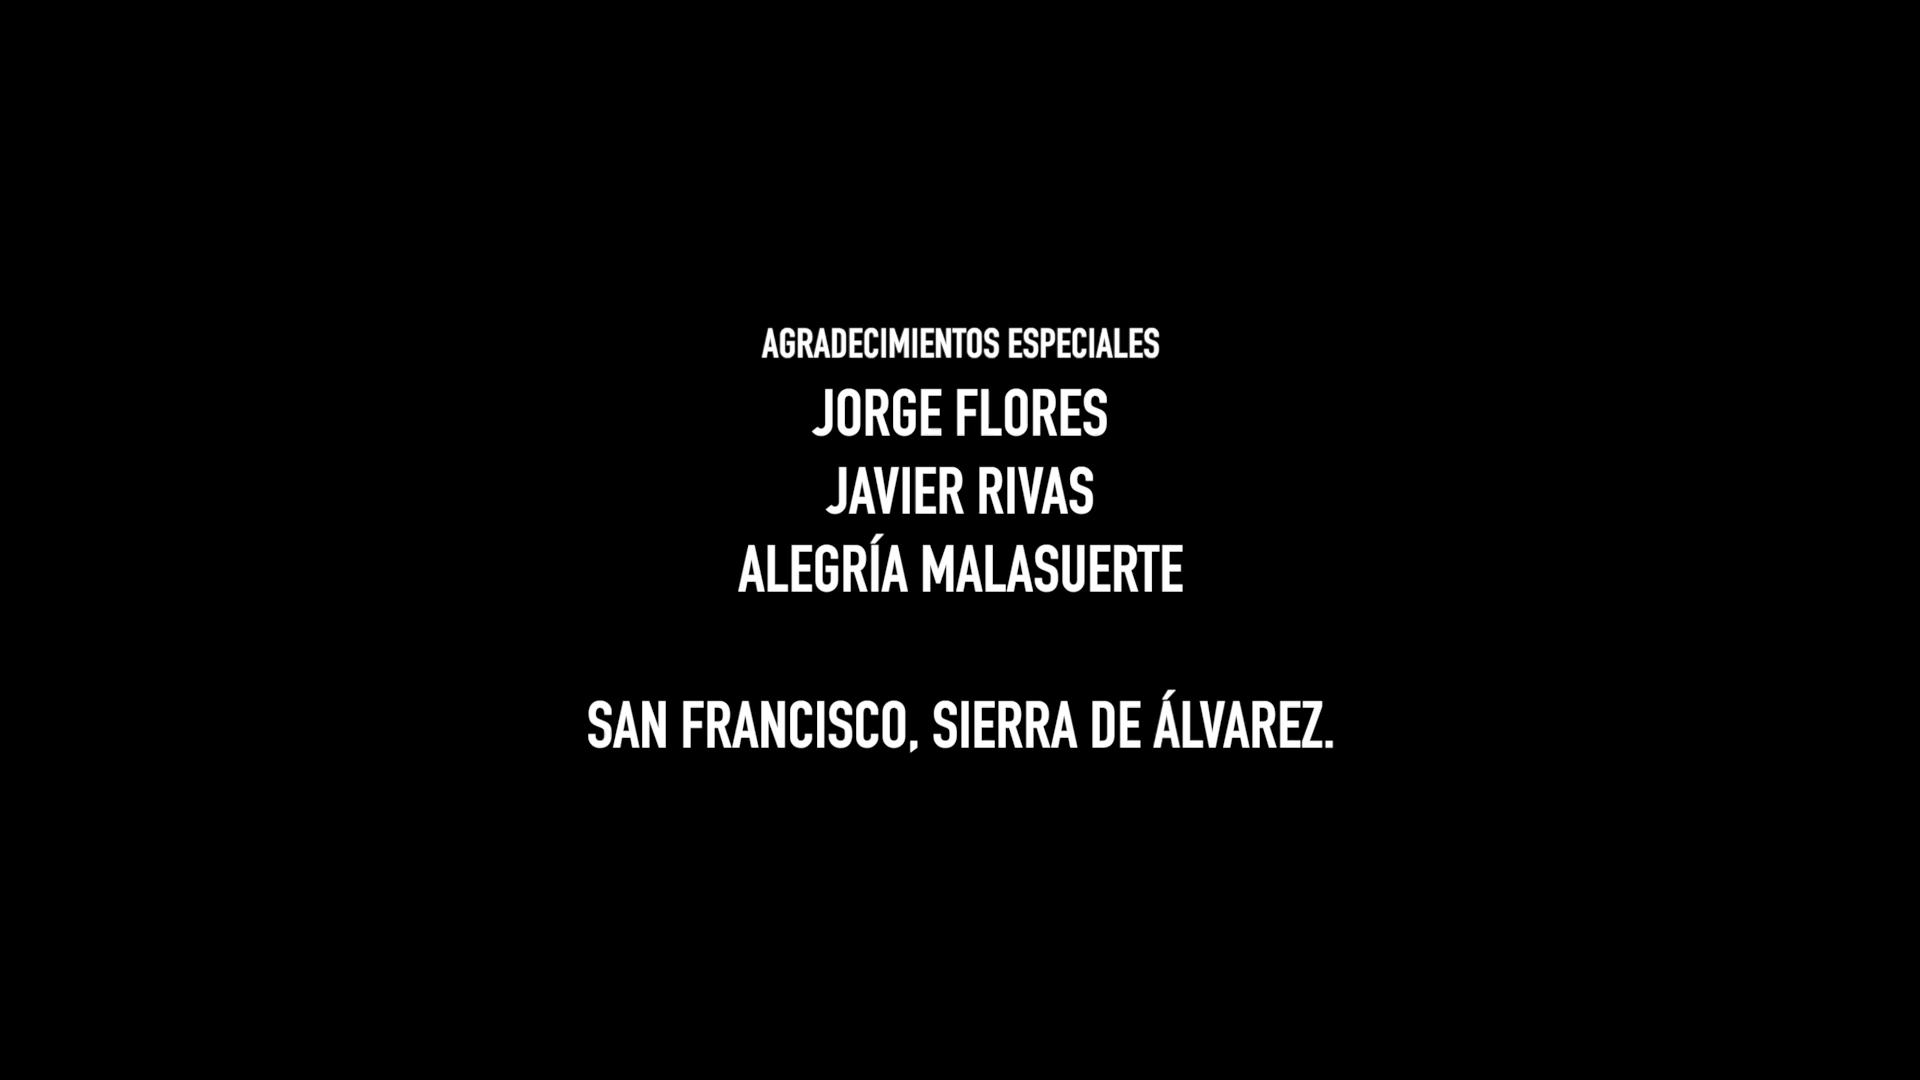 AGRADECIMIENTOS ESPECIALES
JORGE FLORES
JAVIER RIVAS
ALEGRÍA MALASUERTE
SAN FRANCISCO, SIERRA DE ÁLVAREZ.